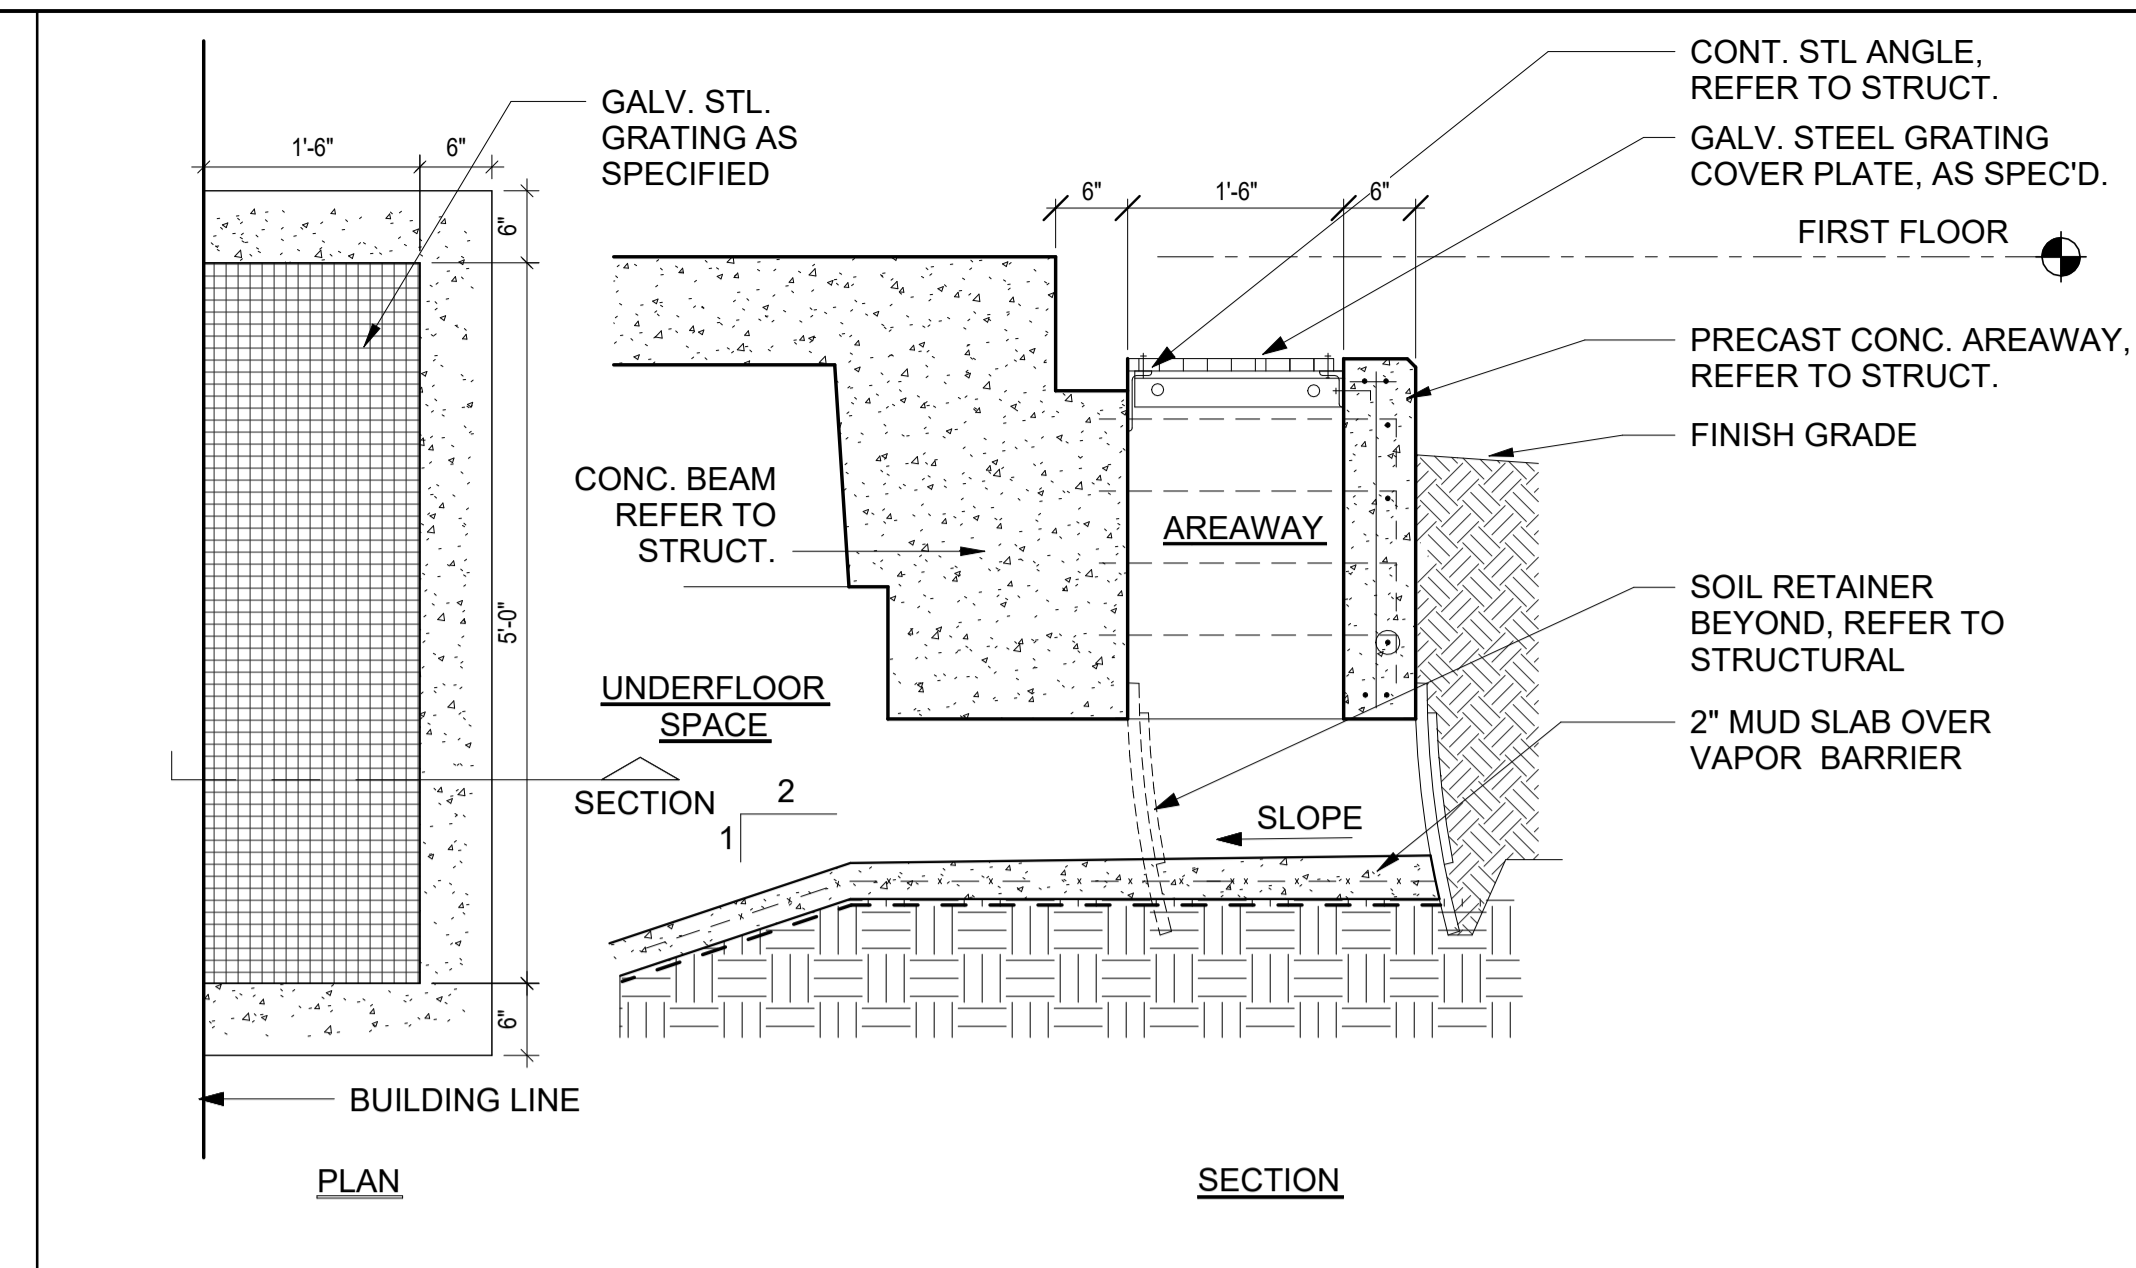 GALV. STL.
GRATING AS
SPECIFIED
1'-6"
6"
6"
5'-0"
6"
BUILDING LINE
PLAN
CONT. STL ANGLE,
REFER TO STRUCT.
GALV. STEEL GRATING
COVER PLATE, AS SPEC'D.
6"
1'-6"
6"
FIRST FLOOR
PRECAST CONC. AREAWAY,
REFER TO STRUCT.
FINISH GRADE
CONC. BEAM
REFER TO
STRUCT.
AREAWAY
SOIL RETAINER
BEYOND, REFER TO
STRUCTURAL
UNDERFLOOR
SPACE
2" MUD SLAB OVER
VAPOR BARRIER
SECTION
2
1
SLOPE
SECTION